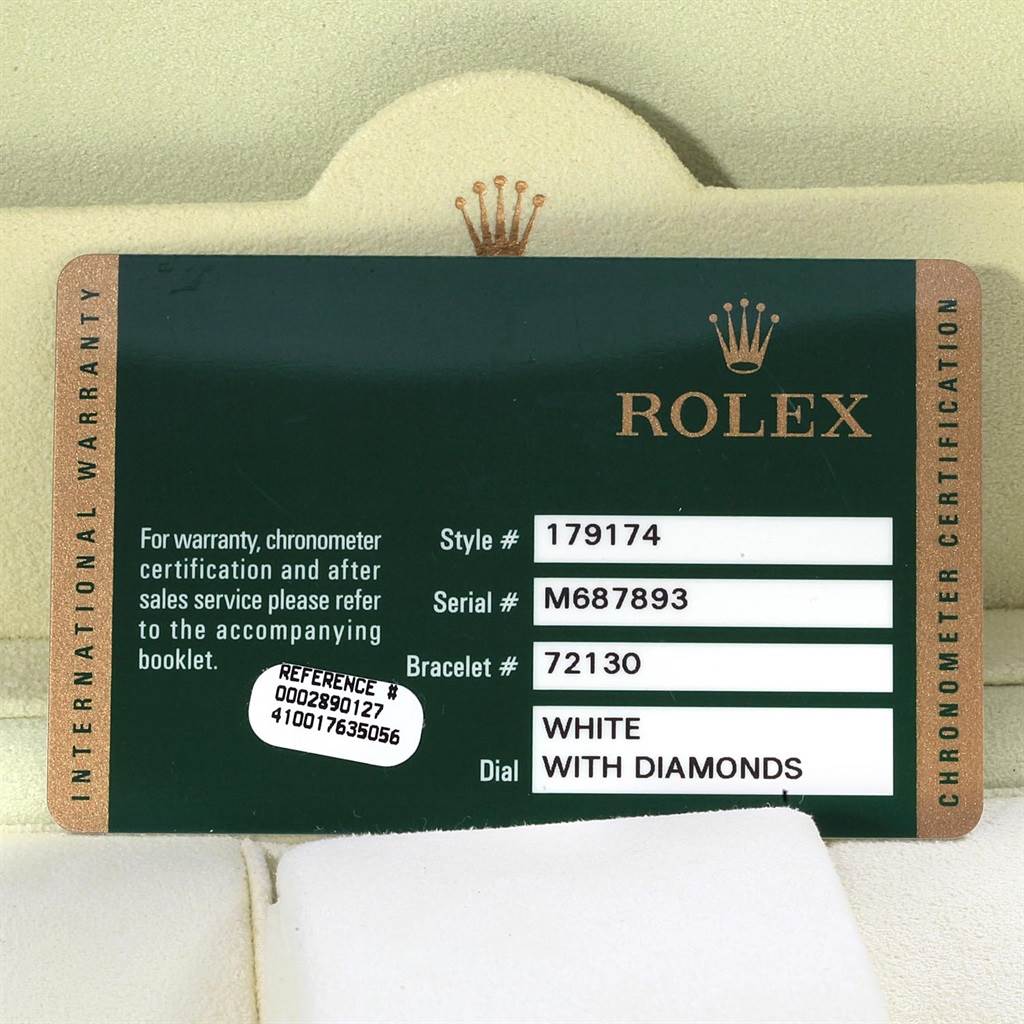 INTERNATIONAL WARRANTY
ROLEX
For warranty, chronometer
certification and after
sales service please refer
to the accompanying
booklet.
REFERENCE #
0002890127
410017635056
Style # 179174
Serial # M687893
Bracelet # 72130
Dial WHITE
WITH DIAMONDS
CHRONOMETER CERTIFICATION